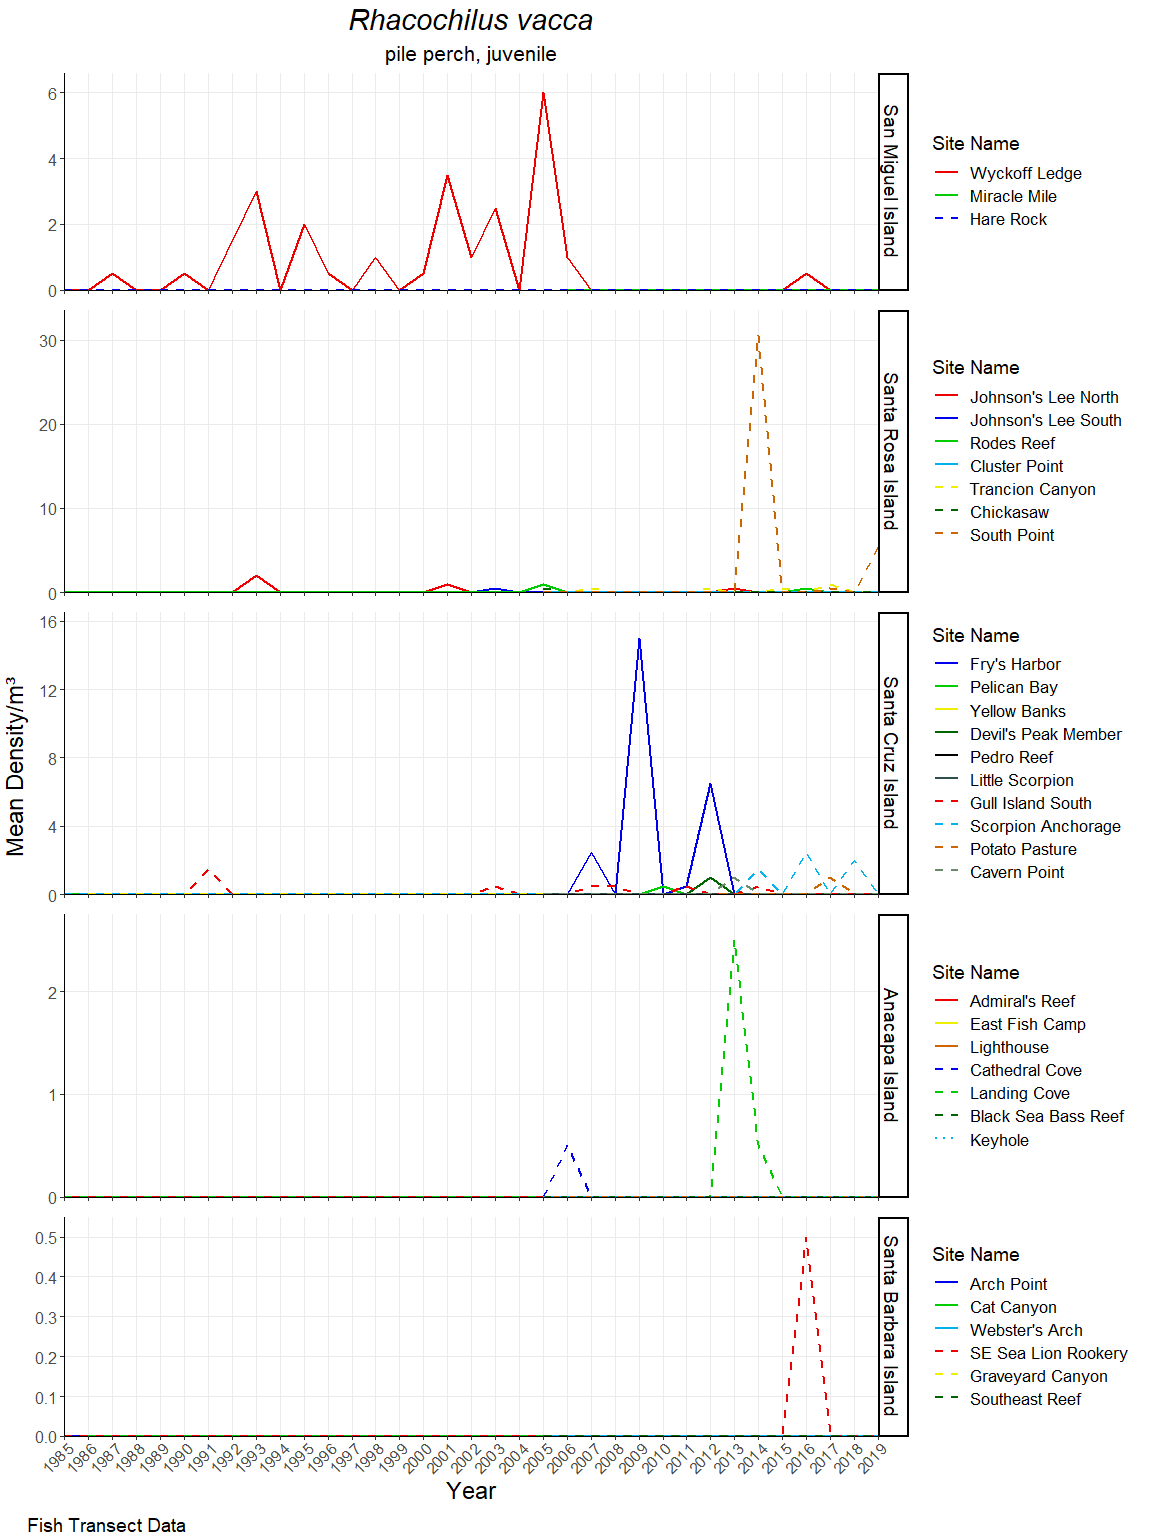 Rhacochilus vacca
pile perch, juvenile
Mean Density/m³
6
4
2
0
San Miguel Island
Site Name
Wyckoff Ledge
Miracle Mile
Hare Rock
30
20
10
0
Santa Rosa Island
Site Name
Johnson's Lee North
Johnson's Lee South
Rodes Reef
Cluster Point
Trancion Canyon
Chickasaw
South Point
16
12
8
4
0
Santa Cruz Island
Site Name
Fry's Harbor
Pelican Bay
Yellow Banks
Devil's Peak Member
Pedro Reef
Little Scorpion
Gull Island South
Scorpion Anchorage
Potato Pasture
Cavern Point
2
1
0
Anacapa Island
Site Name
Admiral's Reef
East Fish Camp
Lighthouse
Cathedral Cove
Landing Cove
Black Sea Bass Reef
Keyhole
0.5
0.4
0.3
0.2
0.1
0.0
Santa Barbara Island
Site Name
Arch Point
Cat Canyon
Webster's Arch
SE Sea Lion Rookery
Graveyard Canyon
Southeast Reef
1985 1986 1987 1988 1989 1990 1991 1992 1993 1994 1995 1996 1997 1998 1999 2000 2001 2002 2003 2004 2005 2006 2007 2008 2009 2010 2011 2012 2013 2014 2015 2016 2017 2018 2019
Year
Fish Transect Data